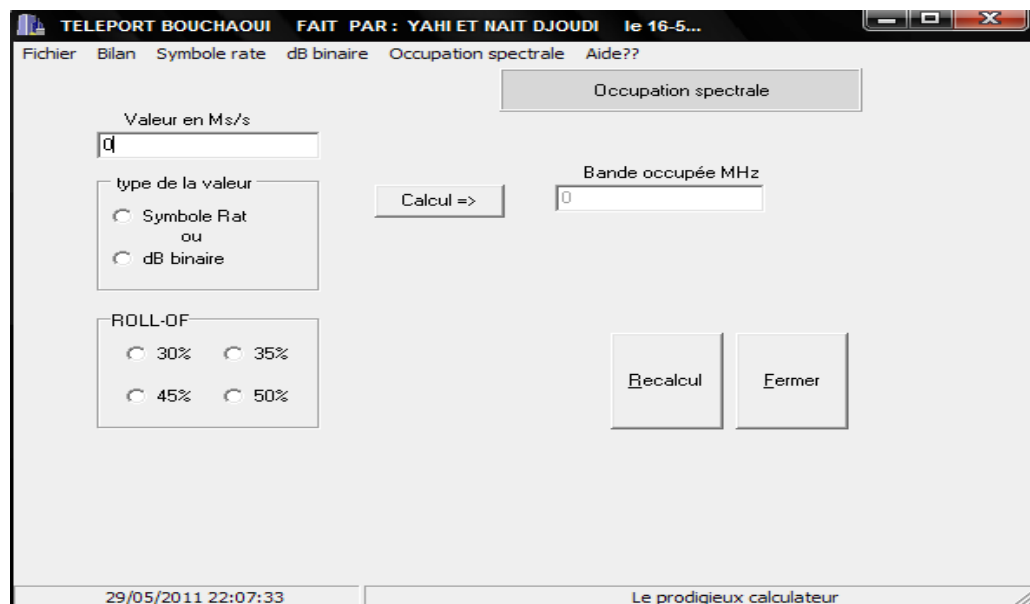 TELEPORT BOUCHAOUI FAIT PAR : YAHI ET NAIT DJOUDI le 16-5...
Fichier Bilan Symbole rate dB binaire Occupation spectrale Aide??
Occupation spectrale
Valeur en Ms/s
0
type de la valeur
Symbole Rat
ou
dB binaire
Calcul =>
Bande occupée MHz
0
ROLL-OF
30% 35%
45% 50%
Recalcul Fermer
29/05/2011 22:07:33 Le prodigieux calculateur